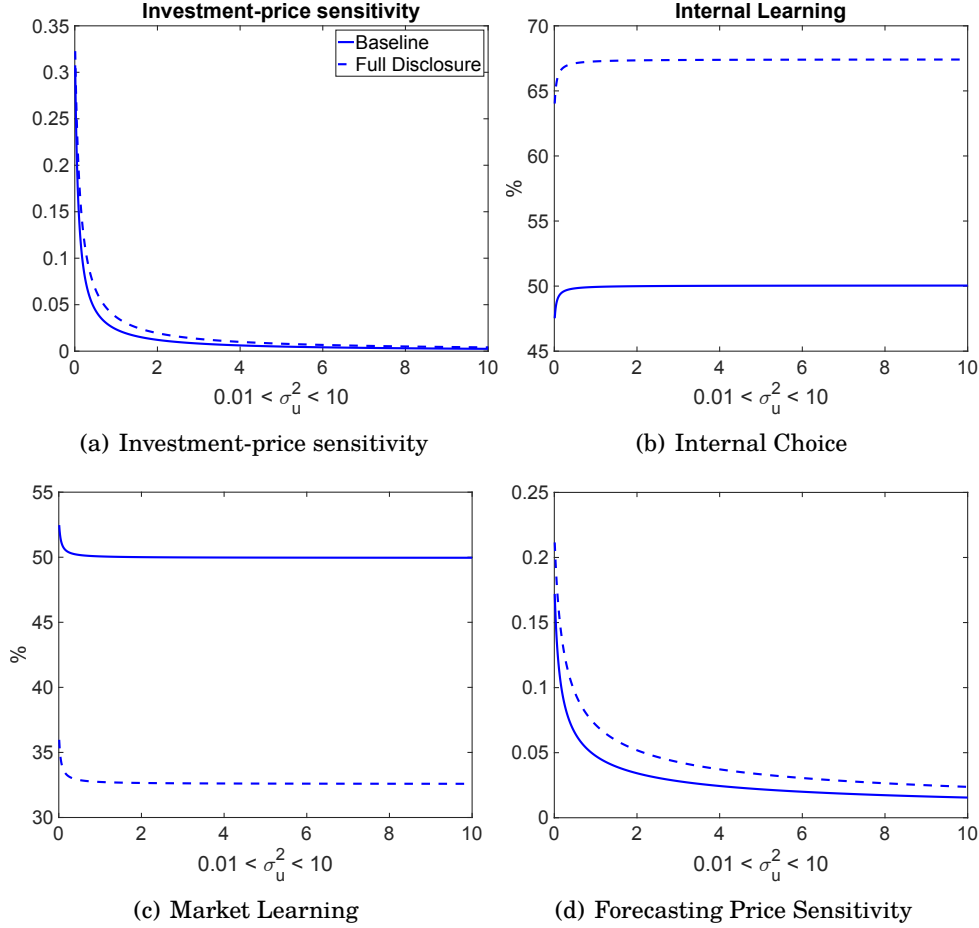 Investment-price sensitivity
0.35
0.3
0.25
0.2
0.15
0.1
0.05
0
Baseline
Full Disclosure
0 2 4 6 8 10
0.01 < σ_u^2 < 10
(a) Investment-price sensitivity
Internal Learning
70
65
60
55
50
45
%
0 2 4 6 8 10
0.01 < σ_u^2 < 10
(b) Internal Choice
55
50
45
40
35
30
%
0 2 4 6 8 10
0.01 < σ_u^2 < 10
(c) Market Learning
0.25
0.2
0.15
0.1
0.05
0
0 2 4 6 8 10
0.01 < σ_u^2 < 10
(d) Forecasting Price Sensitivity